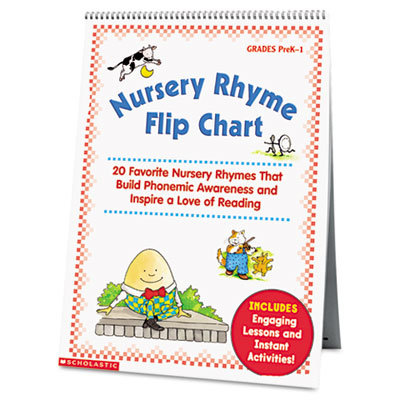 GRADES PreK–1
Nursery Rhyme
Flip Chart
20 Favorite Nursery Rhymes That
Build Phonemic Awareness and
Inspire a Love of Reading
INCLUDES
Engaging
Lessons and
Instant
Activities!
SCHOLASTIC